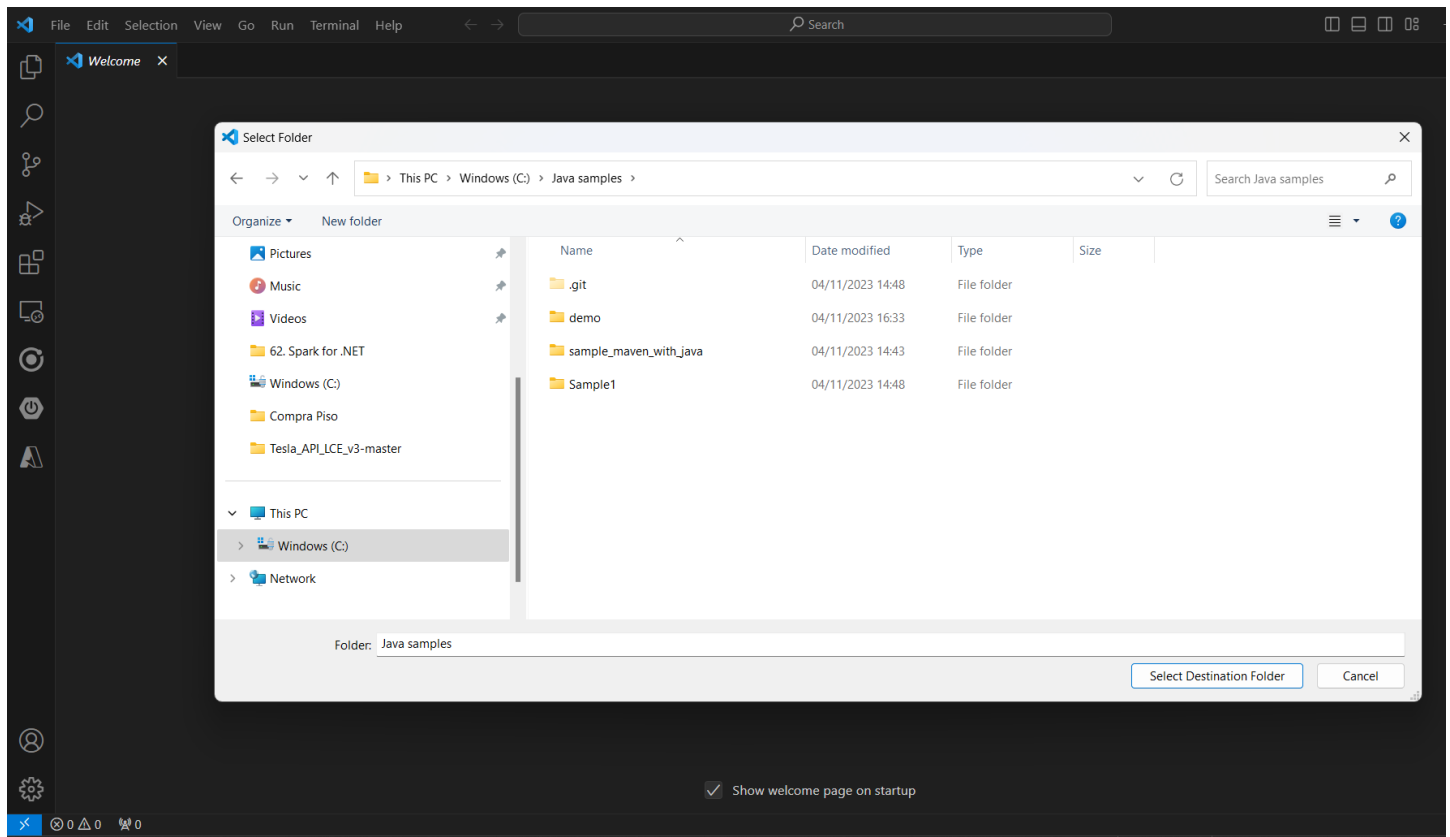 File Edit Selection View Go Run Terminal Help Search
Welcome
Select Folder
This PC Windows (C:) Java samples Search Java samples
Organize New folder
Name Date modified Type Size
Pictures
Music
Videos
62. Spark for .NET
Windows (C:)
Compra Piso
Tesla_API_LCE_v3-master
This PC
Windows (C:)
Network
.git 04/11/2023 14:48 File folder
demo 04/11/2023 16:33 File folder
sample_maven_with_java 04/11/2023 14:43 File folder
Sample1 04/11/2023 14:48 File folder
Folder: Java samples
Select Destination Folder Cancel
Show welcome page on startup
0 0 0